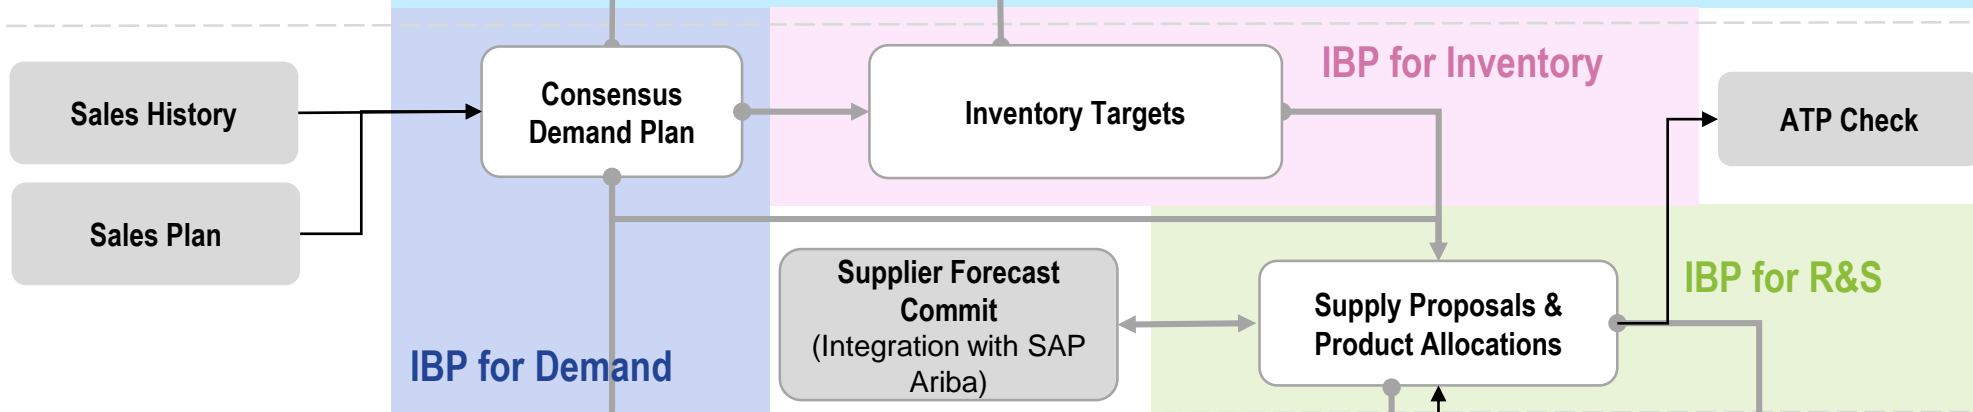 IBP for Inventory
Sales History
Consensus
Demand Plan
Inventory Targets
ATP Check
Sales Plan
Supplier Forecast
Commit
(Integration with SAP
Ariba)
Supply Proposals &
Product Allocations
IBP for R&S
IBP for Demand